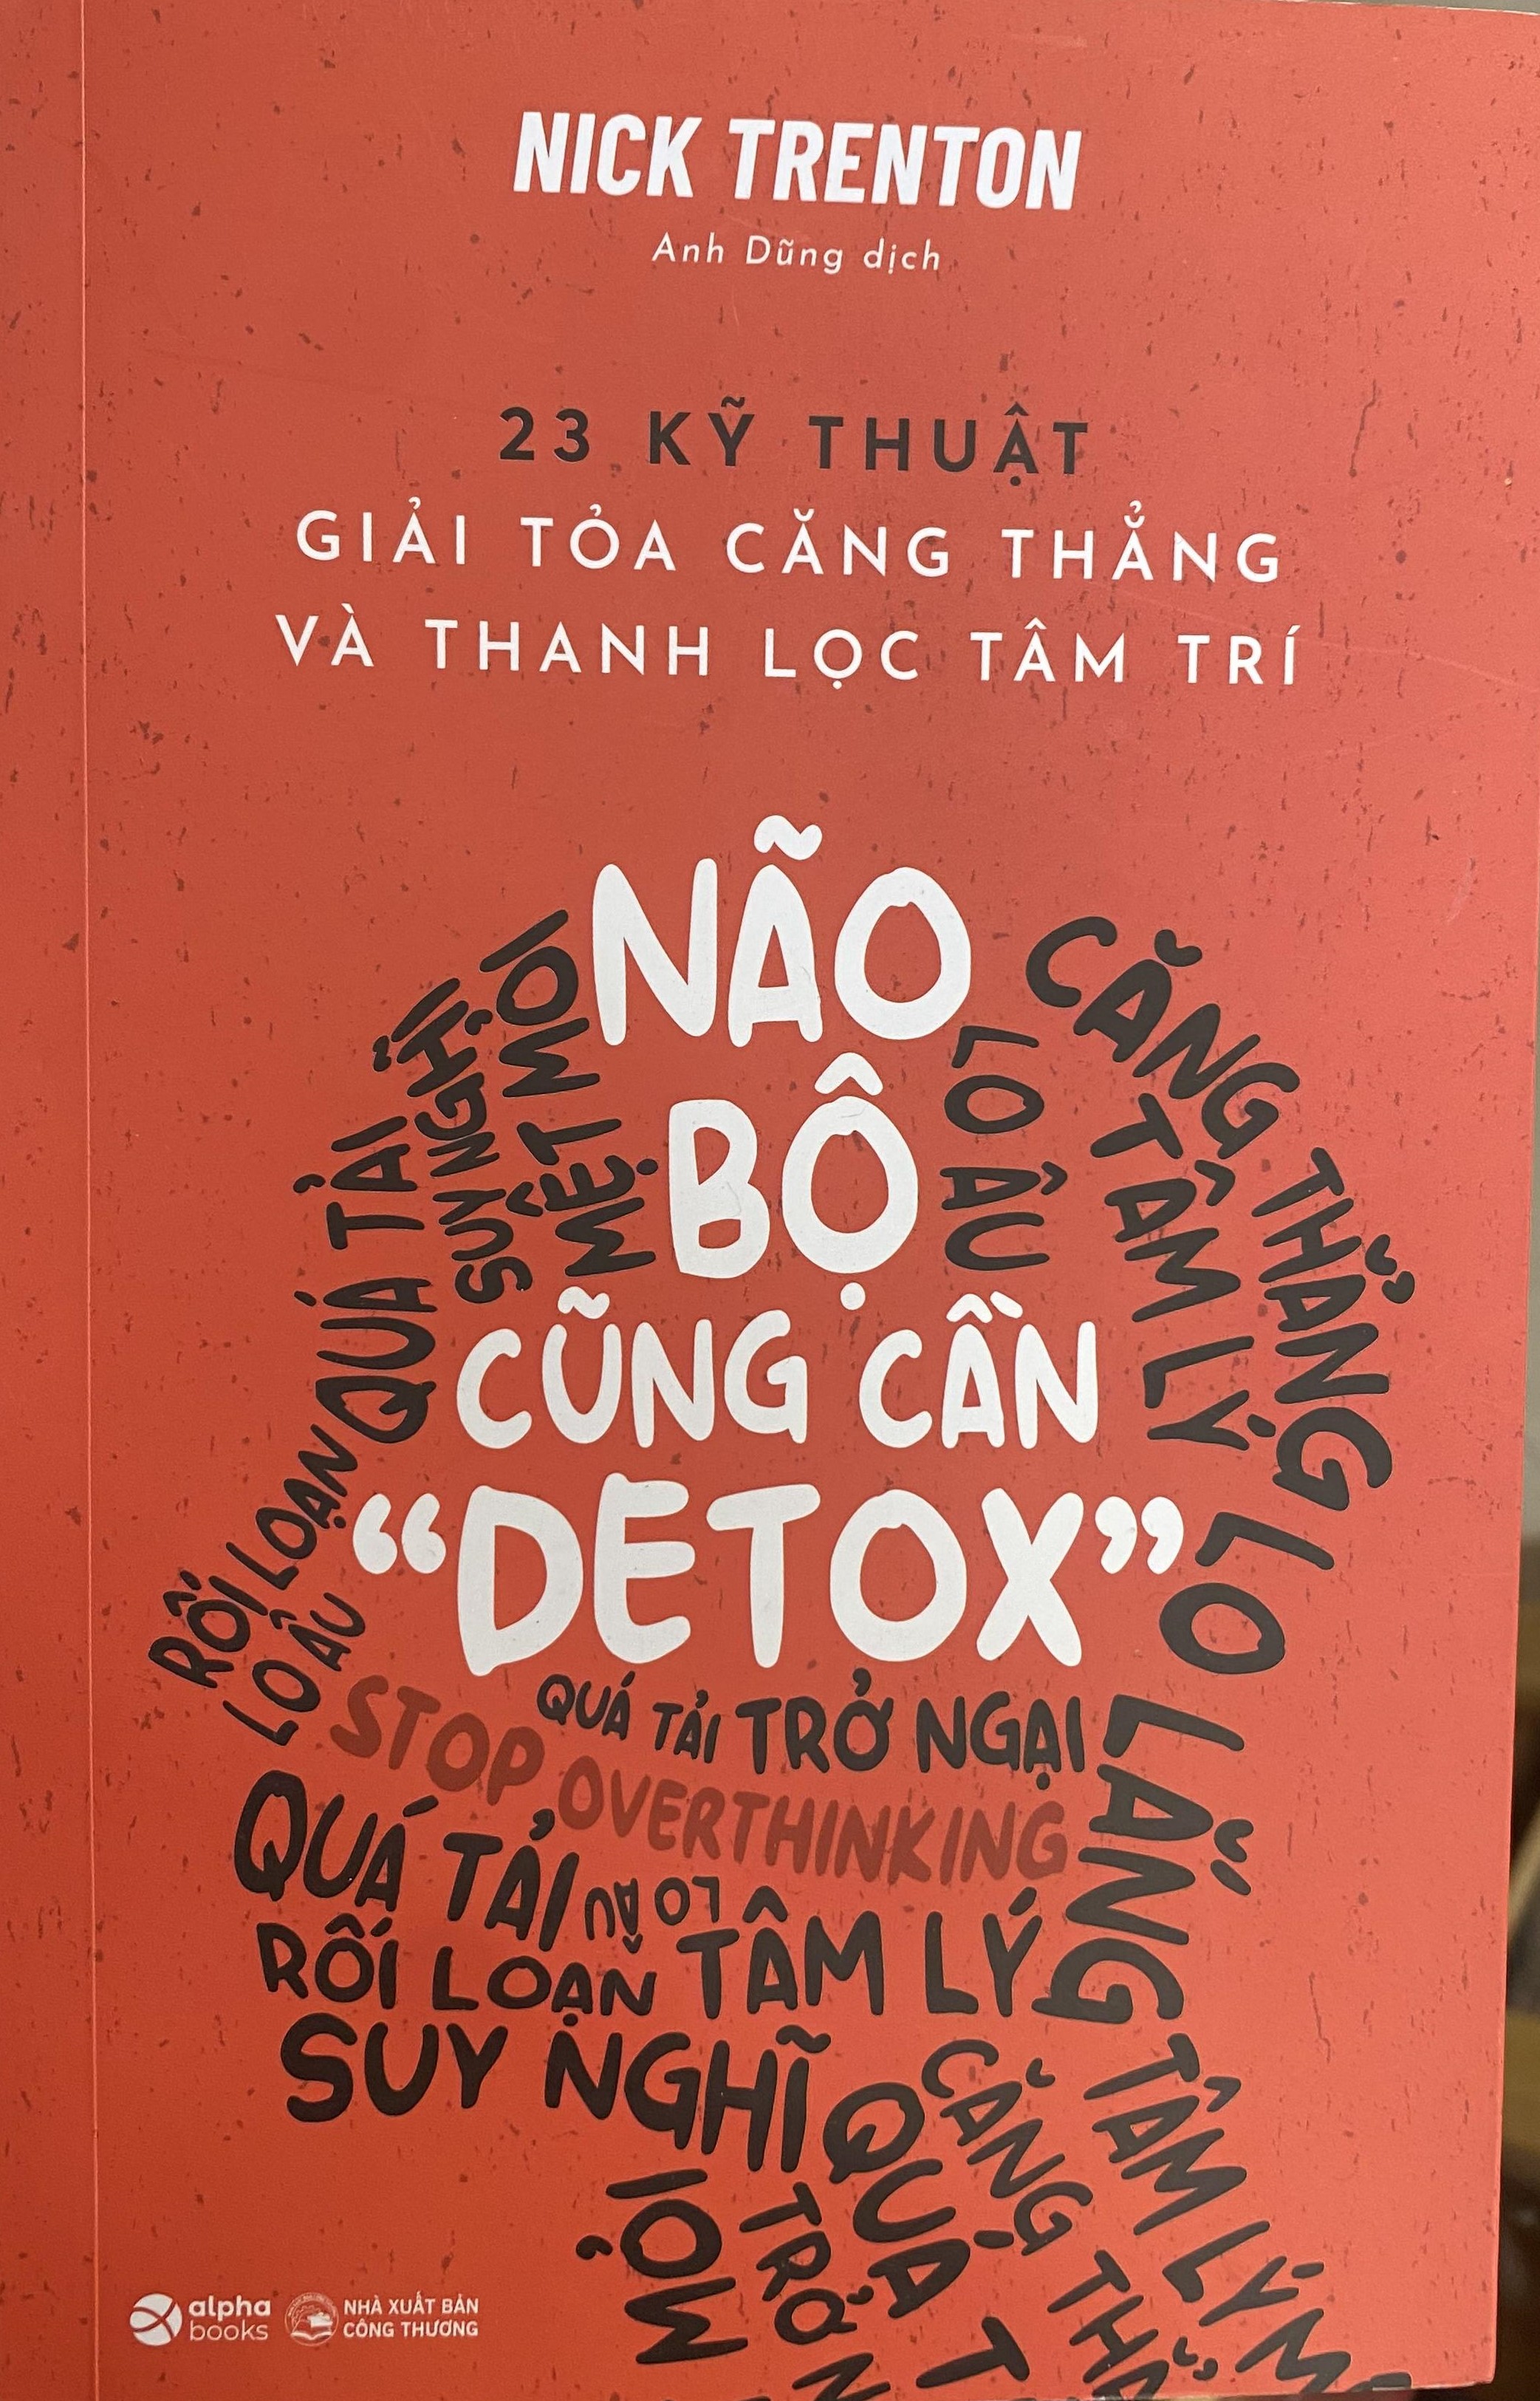 NICK TRENTON
Anh Dũng dịch
23 KỸ THUẬT
GIẢI TỎA CĂNG THẲNG
VÀ THANH LỌC TÂM TRÍ
NÃO
BỘ
CŨNG CẦN
“DETOX”
MỆT MỎI
SUY NGHĨ
QUÁ TẢI
RỐI LOẠN
LO ÂU
LO ÂU
CĂNG THẲNG
TÂM LÝ
LO LẮNG
QUÁ TẢI TRỞ NGẠI
STOP OVERTHINKING
QUÁ TẢI
LO ÂU
RỐI LOẠN TÂM LÝ
SUY NGHĨ
QUÁ T
CĂNG THẲ
TÂM LÝ
MỎI
TRỞ N
alpha
books
NHÀ XUẤT BẢN
CÔNG THƯƠNG